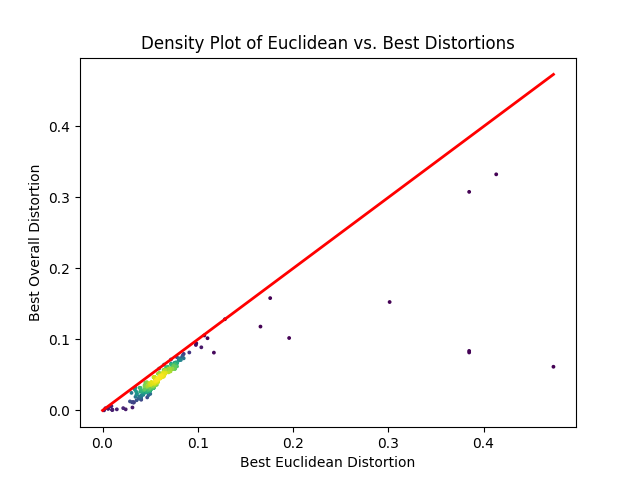 Density Plot of Euclidean vs. Best Distortions
Best Overall Distortion
0.4
0.3
0.2
0.1
0.0
0.0 0.1 0.2 0.3 0.4
Best Euclidean Distortion